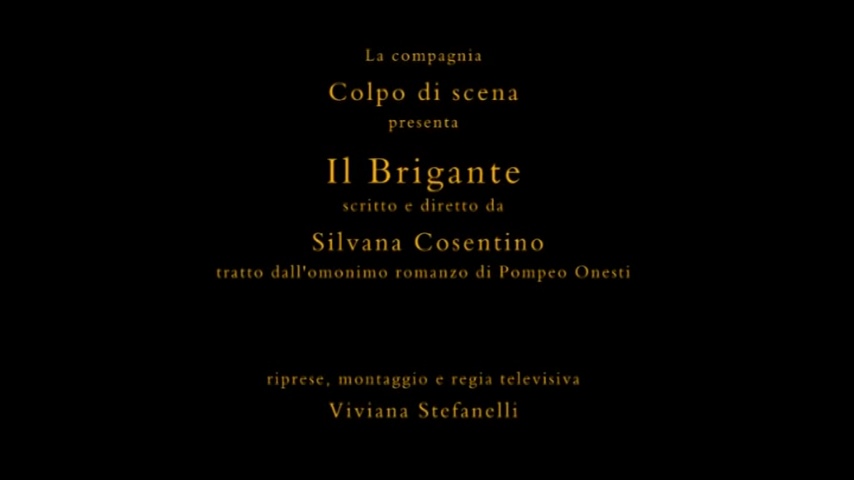 La compagnia
Colpo di scena
presenta
Il Brigante
scritto e diretto da
Silvana Cosentino
tratto dall'omonimo romanzo di Pompeo Onesti
riprese, montaggio e regia televisiva
Viviana Stefanelli